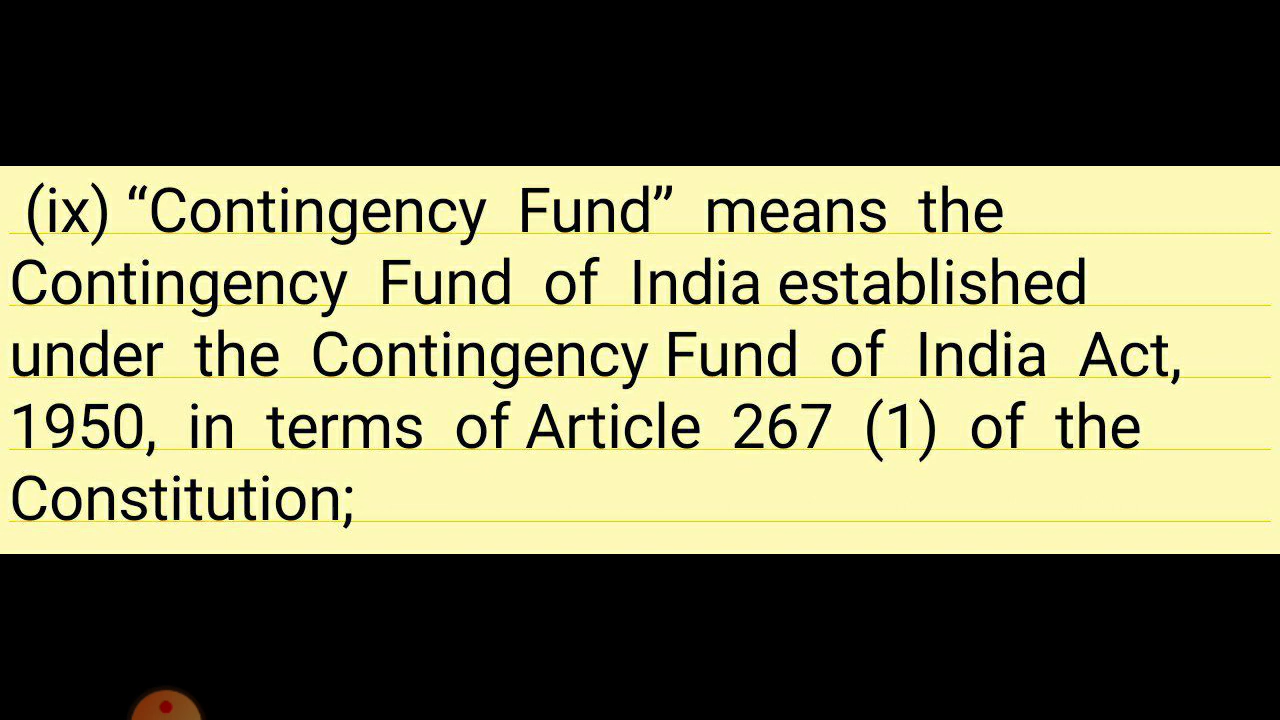 (ix) “Contingency Fund” means the
Contingency Fund of India established
under the Contingency Fund of India Act,
1950, in terms of Article 267 (1) of the
Constitution;